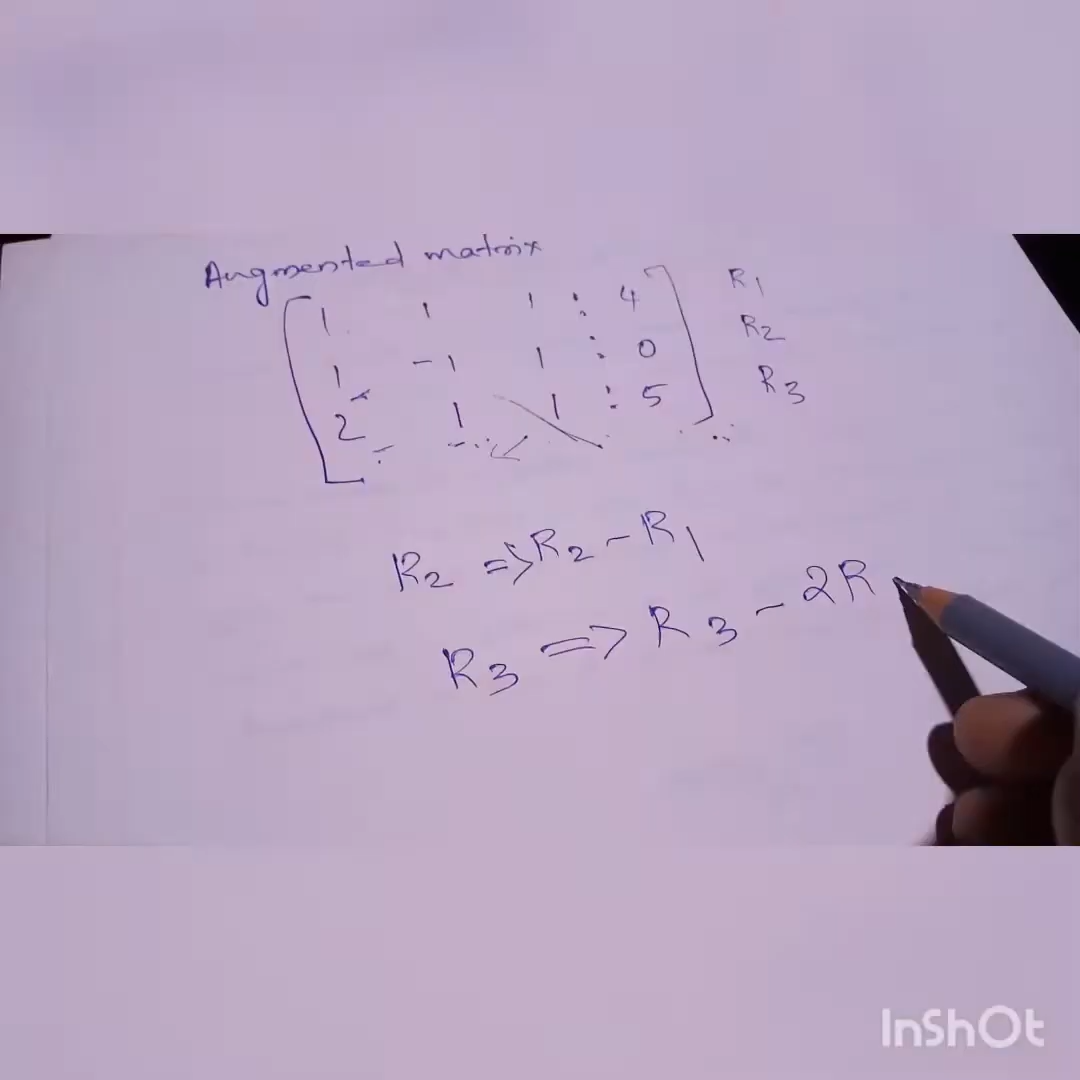 Augmented matrix
1 1 1 : 4 R1
1 -1 1 : 0 R2
2 1 1 : 5 R3
R2 => R2 - R1
R3 => R3 - 2R
InShOt